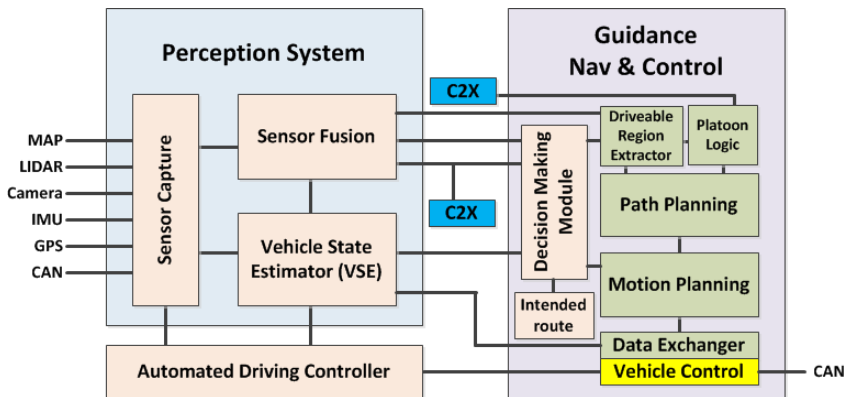 Perception System
Guidance
Nav & Control
C2X
MAP
LIDAR
Camera
IMU
GPS
CAN
Sensor Capture
Sensor Fusion
Vehicle State
Estimator (VSE)
C2X
Decision Making
Module
Intended
route
Driveable
Region
Extractor
Platoon
Logic
Path Planning
Motion Planning
Data Exchanger
Vehicle Control
Automated Driving Controller
CAN